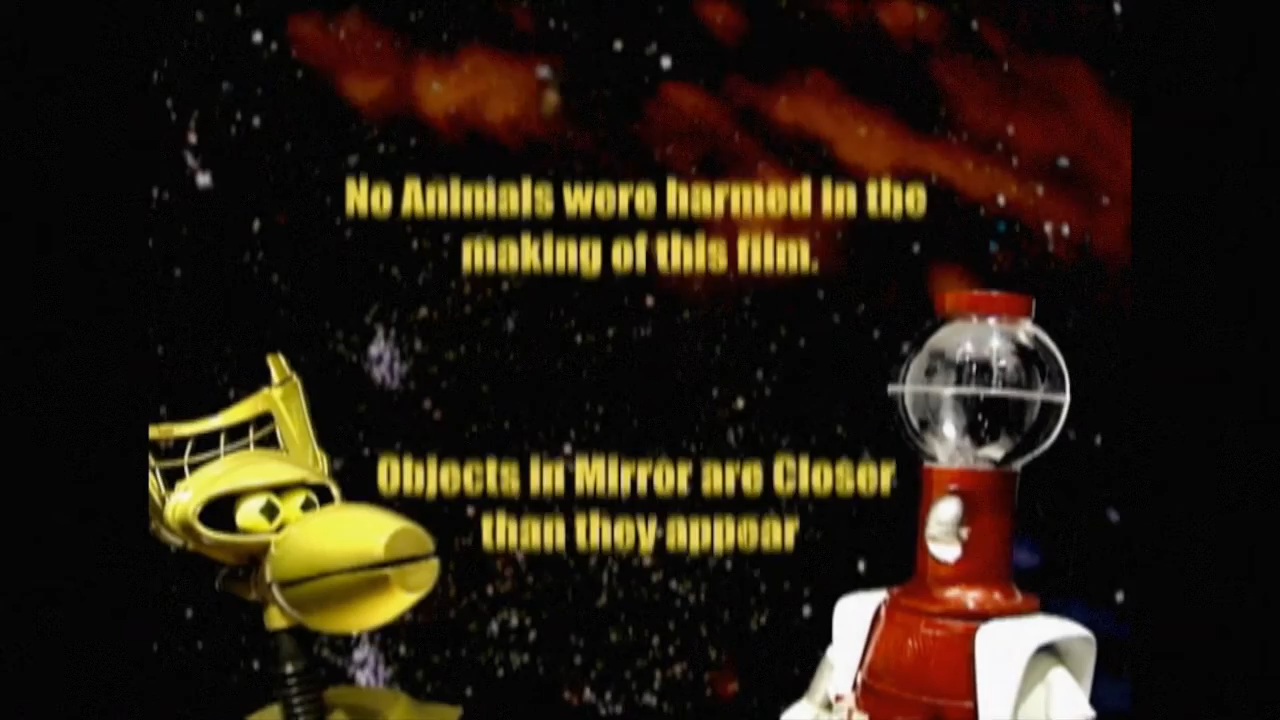 No Animals were harmed in the
making of this film.
Objects in Mirror are Closer
than they appear